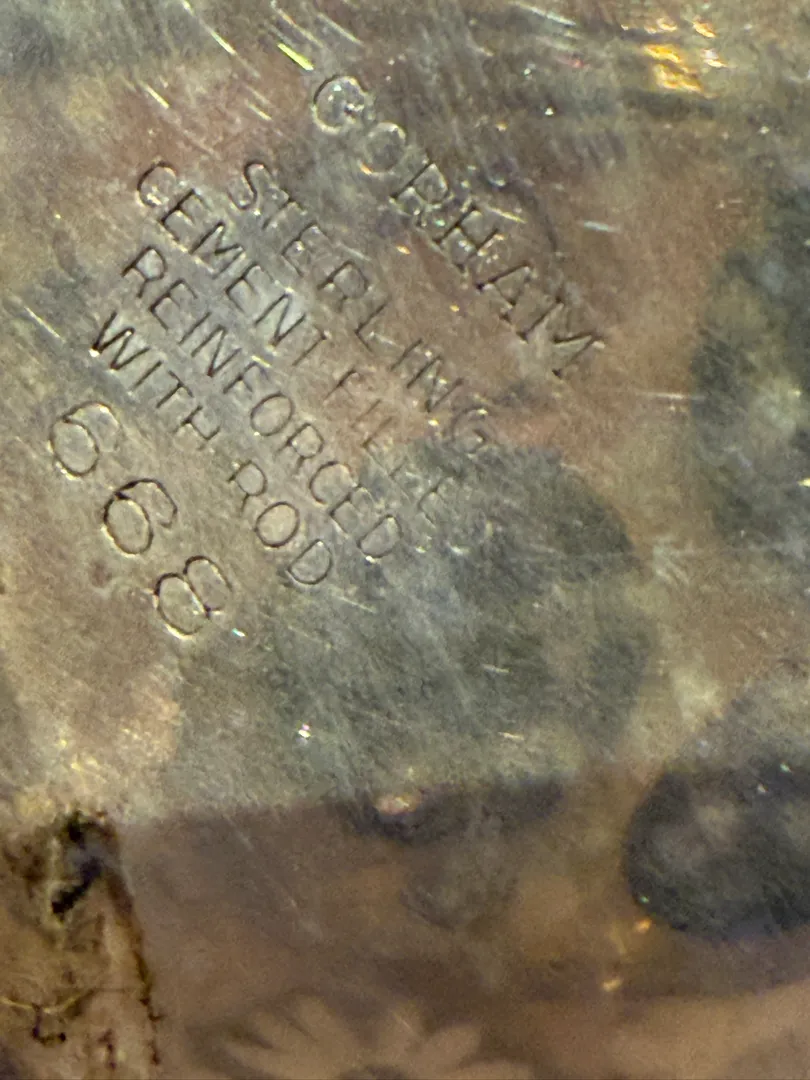 GORHAM
STERLING
CEMENT FILLED
REINFORCED
WITH ROD
668